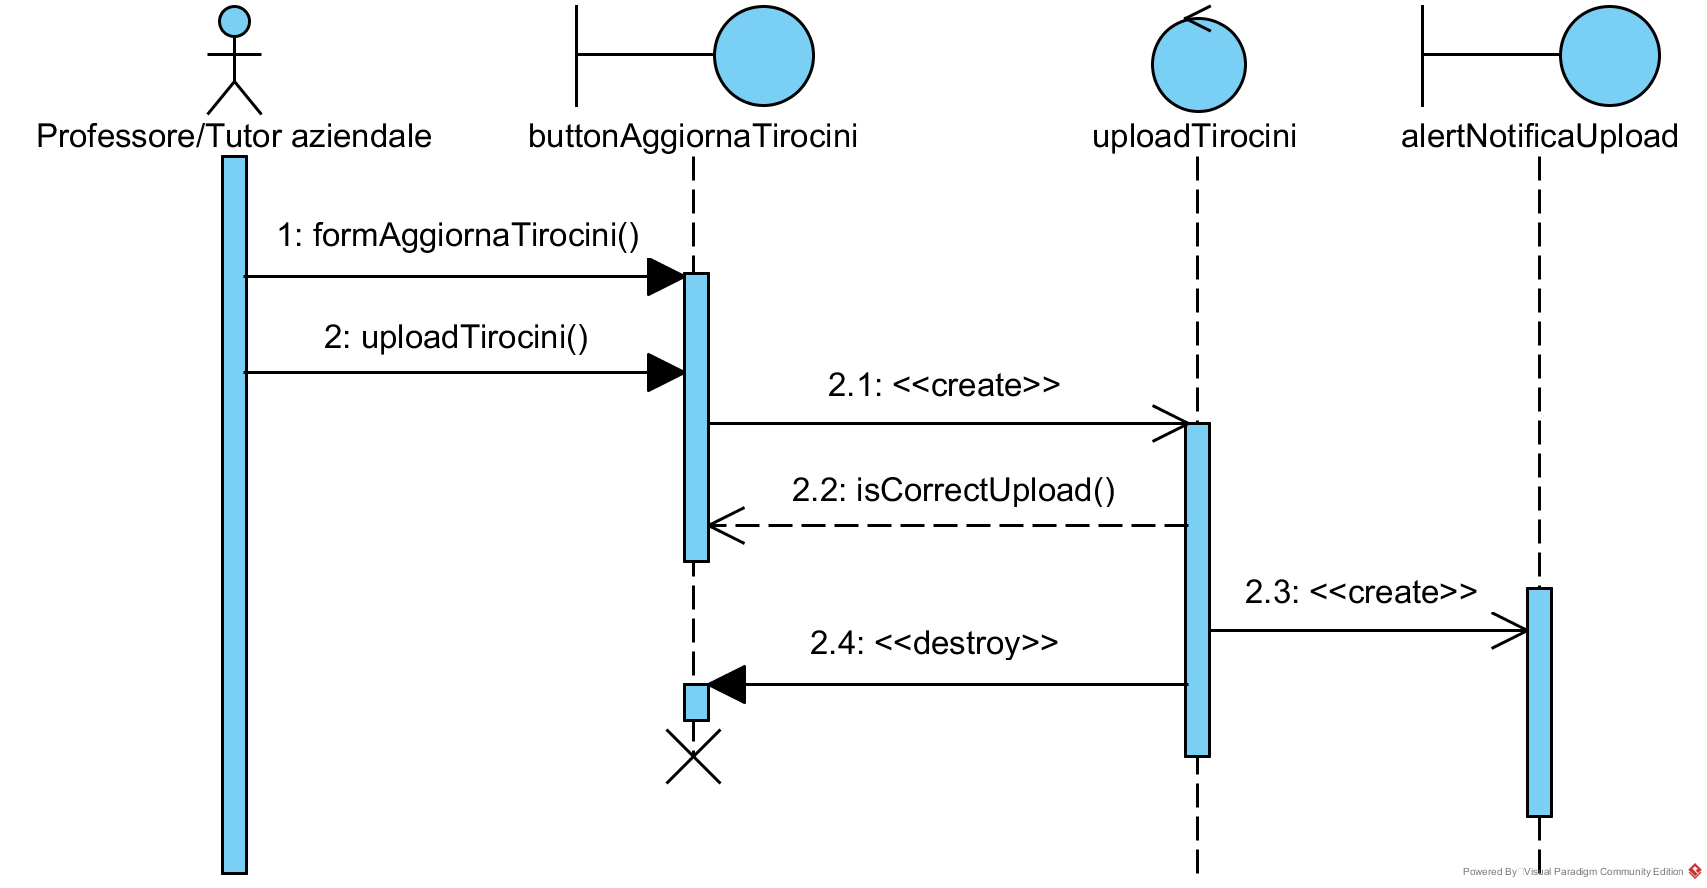 Professore/Tutor aziendale
buttonAggiornaTirocini
uploadTirocini
alertNotificaUpload
1: formAggiornaTirocini()
2: uploadTirocini()
2.1: <<create>>
2.2: isCorrectUpload()
2.3: <<create>>
2.4: <<destroy>>
Powered By Visual Paradigm Community Edition